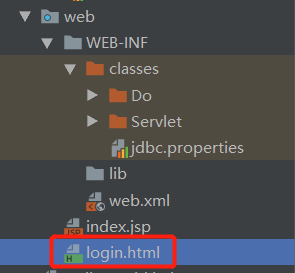 web
WEB-INF
classes
Do
Servlet
jdbc.properties
lib
web.xml
index.jsp
login.html